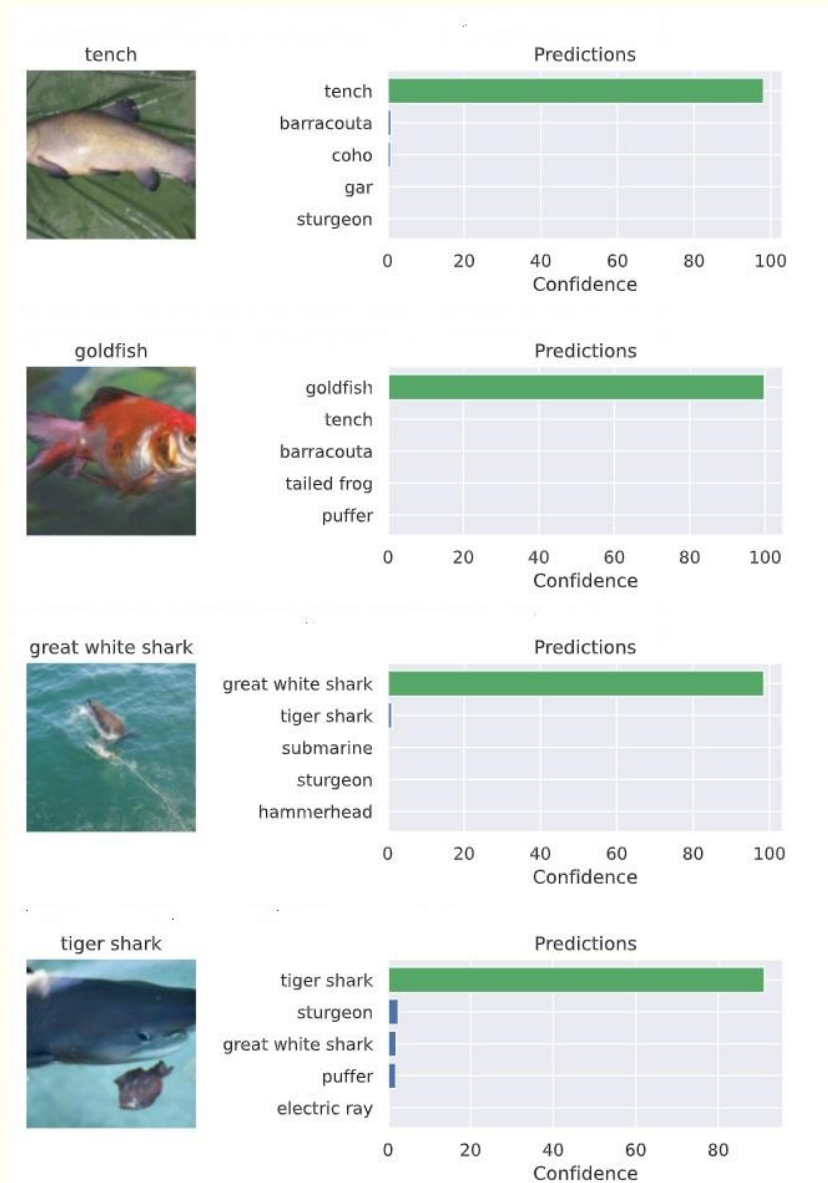 tench
Predictions
tench
barracouta
coho
gar
sturgeon
0 20 40 60 80 100
Confidence
goldfish
Predictions
goldfish
tench
barracouta
tailed frog
puffer
0 20 40 60 80 100
Confidence
great white shark
Predictions
great white shark
tiger shark
submarine
sturgeon
hammerhead
0 20 40 60 80 100
Confidence
tiger shark
Predictions
tiger shark
sturgeon
great white shark
puffer
electric ray
0 20 40 60 80
Confidence